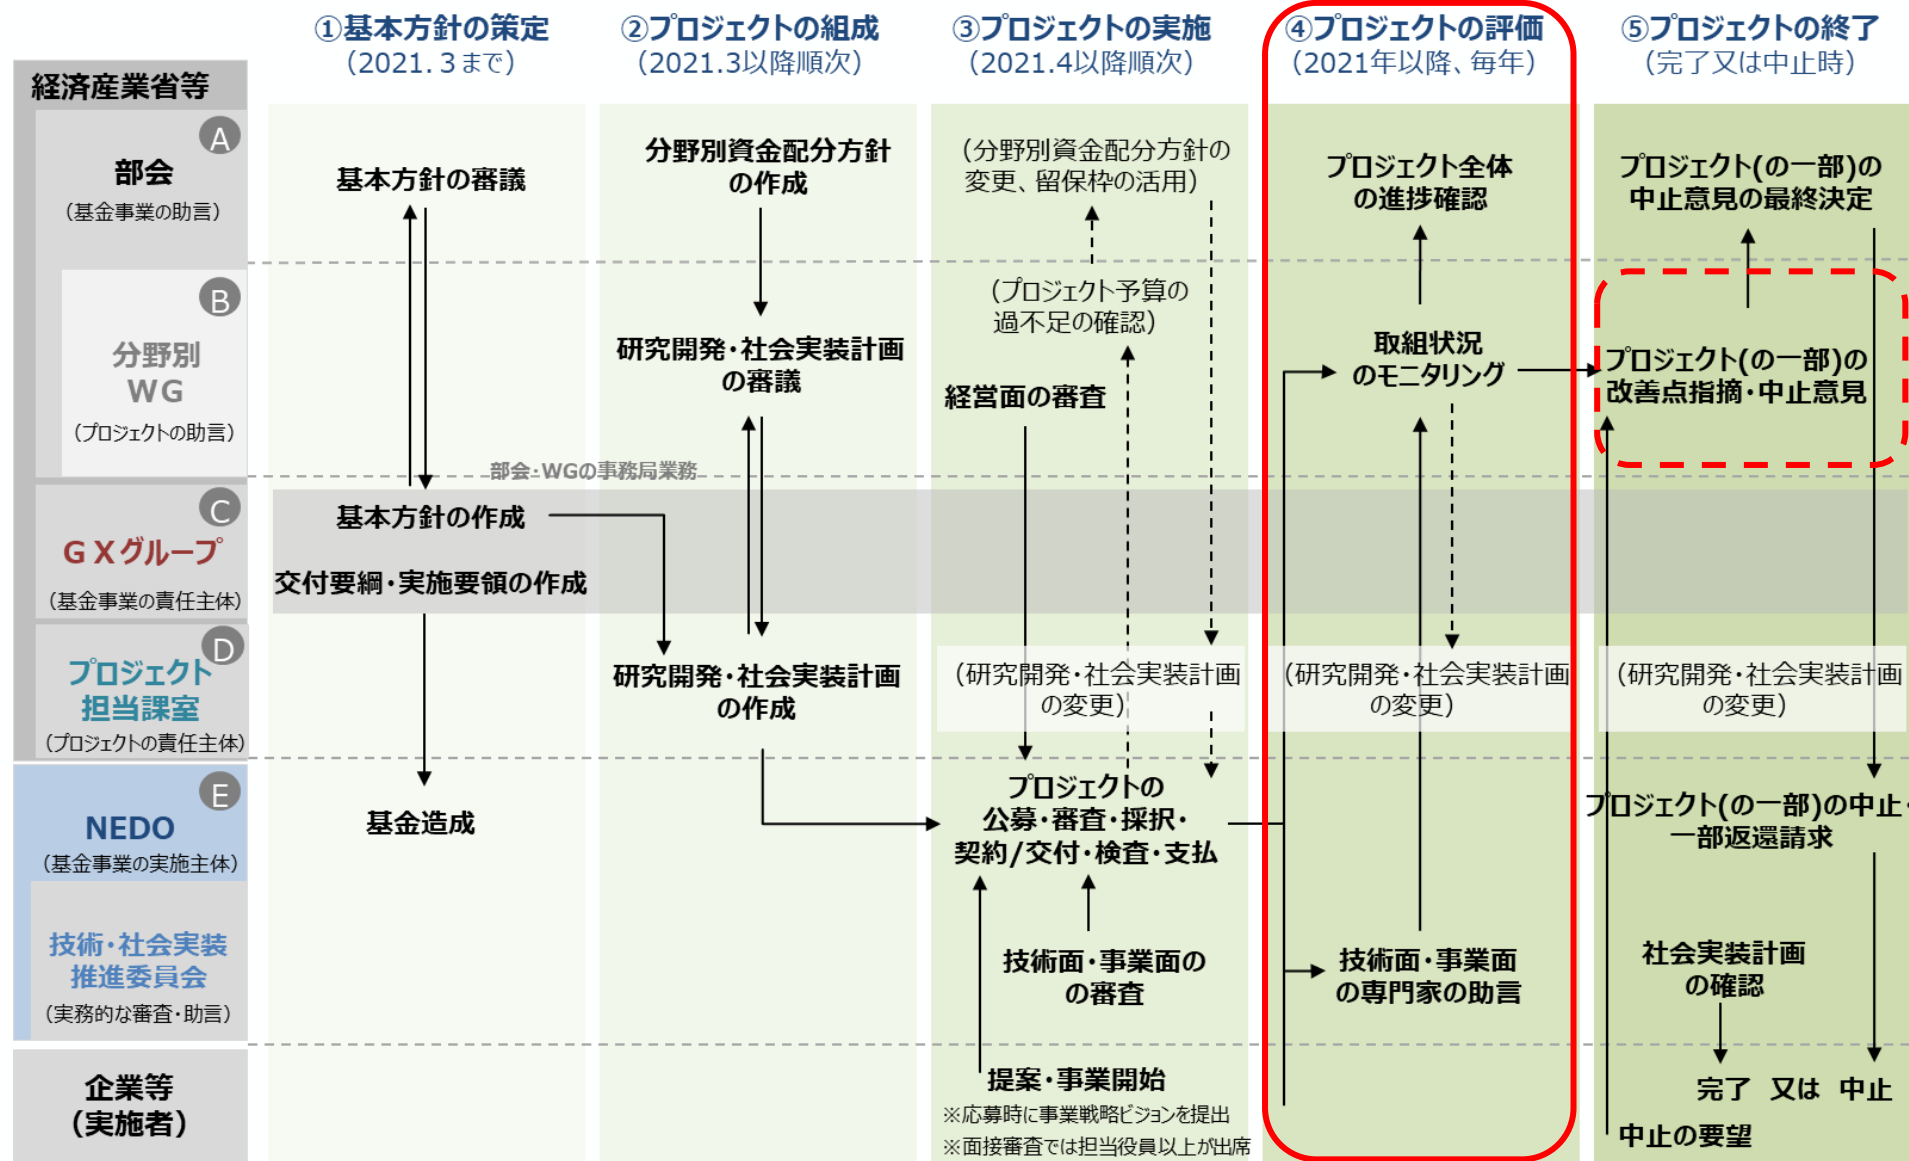 ①基本方針の策定
(2021.3まで)
②プロジェクトの組成
(2021.3以降順次)
③プロジェクトの実施
(2021.4以降順次)
④プロジェクトの評価
(2021年以降、毎年)
⑤プロジェクトの終了
(完了又は中止時)
経済産業省等
A
部会
(基金事業の助言)
基本方針の審議
分野別資金配分方針
の作成
(分野別資金配分方針の
変更、留保枠の活用)
プロジェクト全体
の進捗確認
プロジェクト(の一部)の
中止意見の最終決定
B
分野別
WG
(プロジェクトの助言)
研究開発・社会実装計画
の審議
(プロジェクト予算の
過不足の確認)
経営面の審査
取組状況
のモニタリング
プロジェクト(の一部)の
改善点指摘・中止意見
部会・WGの事務局業務
C
GXグループ
(基金事業の責任主体)
基本方針の作成
交付要綱・実施要領の作成
D
プロジェクト
担当課室
(プロジェクトの責任主体)
研究開発・社会実装計画
の作成
(研究開発・社会実装計画
の変更)
(研究開発・社会実装計画
の変更)
(研究開発・社会実装計画
の変更)
E
NEDO
(基金事業の実施主体)
基金造成
プロジェクトの
公募・審査・採択・
契約/交付・検査・支払
プロジェクト(の一部)の中止・
一部返還請求
技術・社会実装
推進委員会
(実務的な審査・助言)
技術面・事業面の
の審査
技術面・事業面
の専門家の助言
社会実装計画
の確認
企業等
(実施者)
提案・事業開始
※応募時に事業戦略ビジョンを提出
※面接審査では担当役員以上が出席
完了 又は 中止
中止の要望